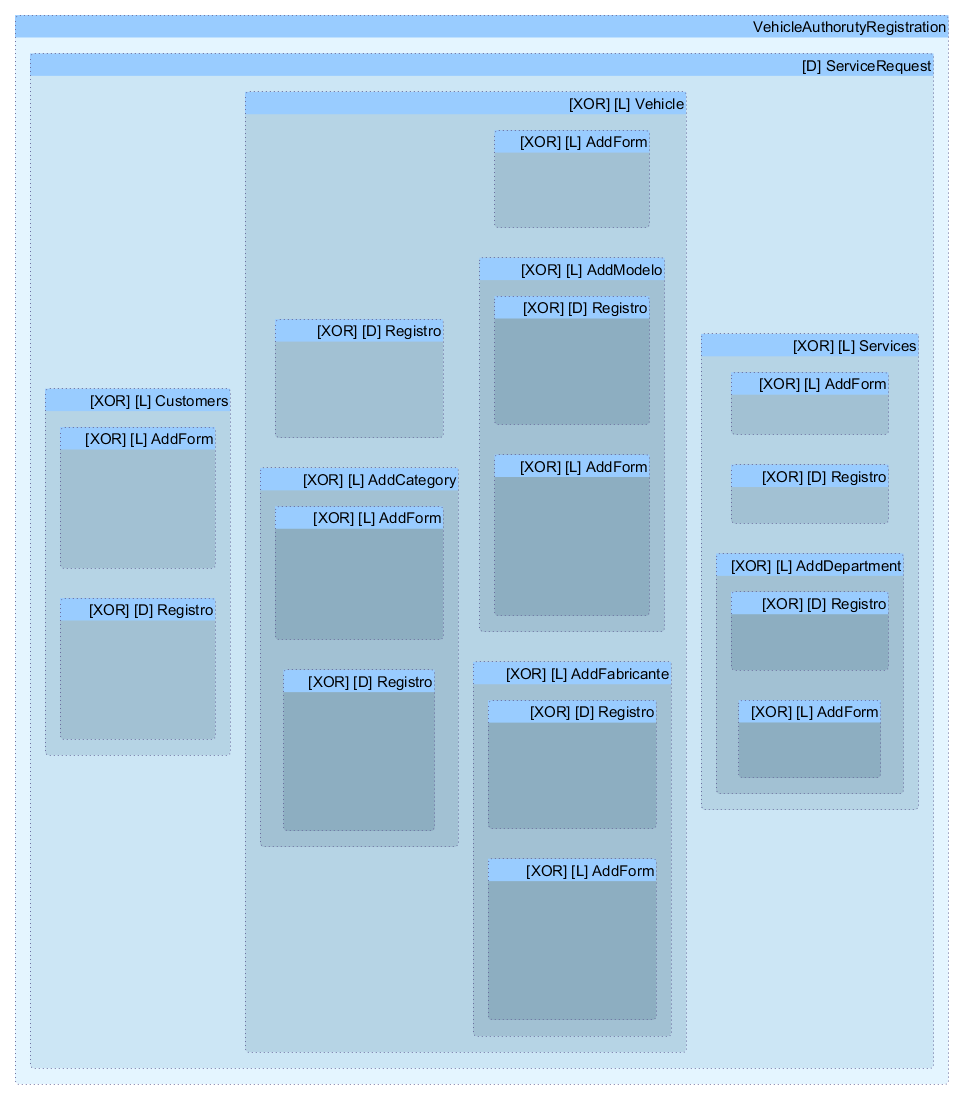 VehicleAuthorutyRegistration
[D] ServiceRequest
[XOR] [L] Customers
[XOR] [L] AddForm
[XOR] [D] Registro
[XOR] [L] Vehicle
[XOR] [D] Registro
[XOR] [L] AddCategory
[XOR] [L] AddForm
[XOR] [D] Registro
[XOR] [L] AddForm
[XOR] [L] AddModelo
[XOR] [D] Registro
[XOR] [L] AddForm
[XOR] [L] AddFabricante
[XOR] [D] Registro
[XOR] [L] AddForm
[XOR] [L] Services
[XOR] [L] AddForm
[XOR] [D] Registro
[XOR] [L] AddDepartment
[XOR] [D] Registro
[XOR] [L] AddForm